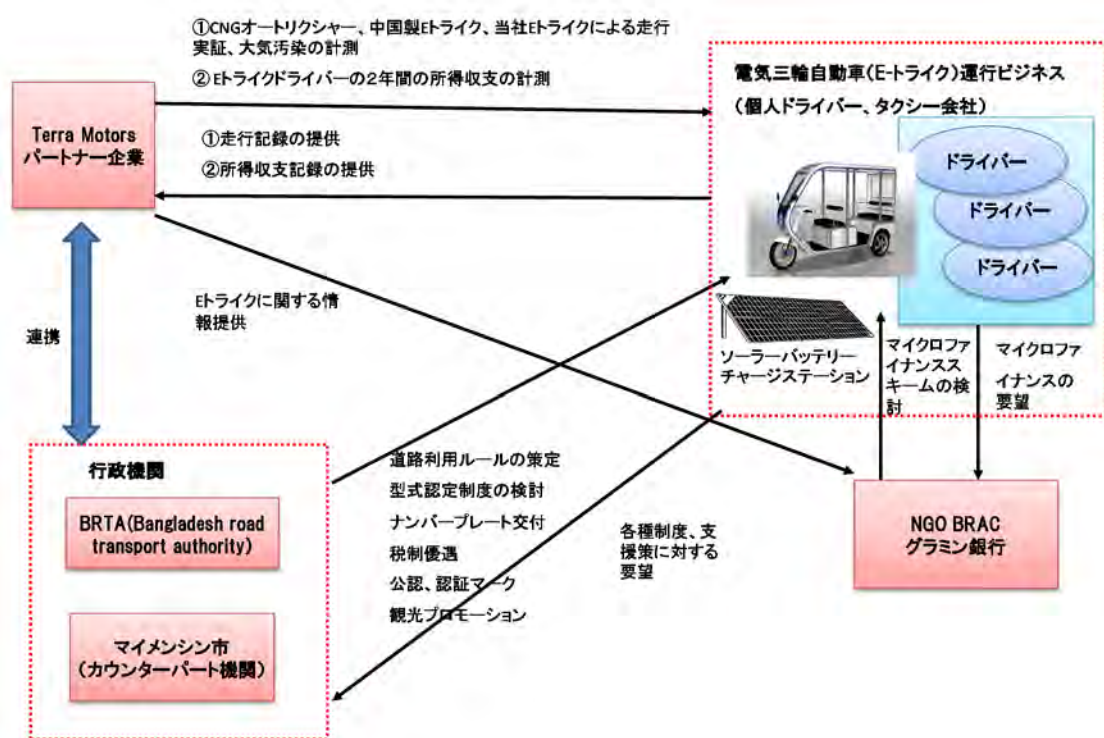 ①CNGオートリクシャー、中国製Eトライク、当社Eトライクによる走行
実証、大気汚染の計測
②Eトライクドライバーの2年間の所得収支の計測
Terra Motors
パートナー企業
①走行記録の提供
②所得収支記録の提供
電気三輪自動車(E-トライク)運行ビジネス
(個人ドライバー、タクシー会社)
ドライバー
ドライバー
ドライバー
Eトライクに関する情
報提供
連携
ソーラーバッテリー
チャージステーション
マイクロファ
イナンスス
キームの検
討
マイクロファ
イナンスの
要望
行政機関
BRTA(Bangladesh road
transport authority)
マイメンシン市
(カウンターパート機関)
道路利用ルールの策定
型式認定制度の検討
ナンバープレート交付
税制優遇
公認、認証マーク
観光プロモーション
各種制度、支
援策に対する
要望
NGO BRAC
グラミン銀行